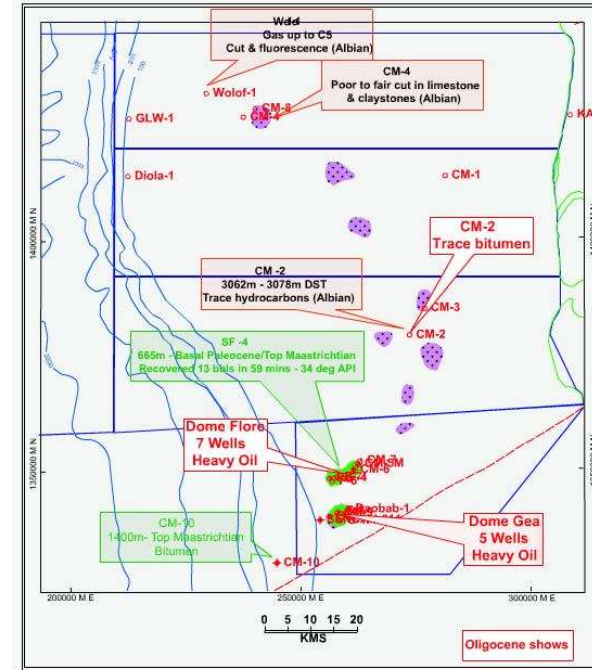 Gas up to C5
Cut & fluorescence (Albian)
CM-4
Poor to fair cut in limestone
& claystones (Albian)
Wolof-1
CM-8
CM-4
GLW-1
KA
Diola-1
CM-1
CM-2
Trace bitumen
CM -2
3062m - 3078m DST
Trace hydrocarbons (Albian)
CM-3
CM-2
SF -4
665m - Basal Paleocene/Top Maastrichtian
Recovered 13 bbls in 59 mins - 34 deg API
Dome Flore
7 Wells
Heavy Oil
CM-7
CM-6
Dome Gea
5 Wells
Heavy Oil
CM-10
1400m- Top Maastrichtian
Bitumen
CM-10
1400000 M N
1350000 M N
200000 M E
250000 M E
300000 M E
0 5 10 15 20
KMS
Oligocene shows